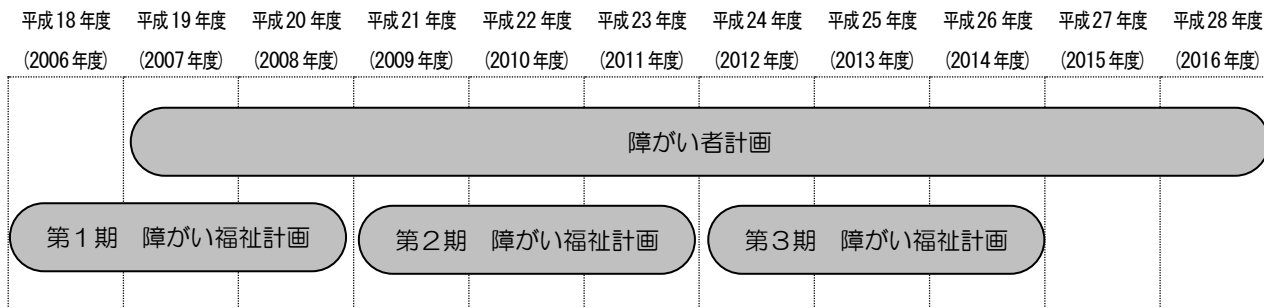 平成18年度 平成19年度 平成20年度 平成21年度 平成22年度 平成23年度 平成24年度 平成25年度 平成26年度 平成27年度 平成28年度
(2006年度) (2007年度) (2008年度) (2009年度) (2010年度) (2011年度) (2012年度) (2013年度) (2014年度) (2015年度) (2016年度)
障がい者計画
第1期　障がい福祉計画 第2期　障がい福祉計画 第3期　障がい福祉計画